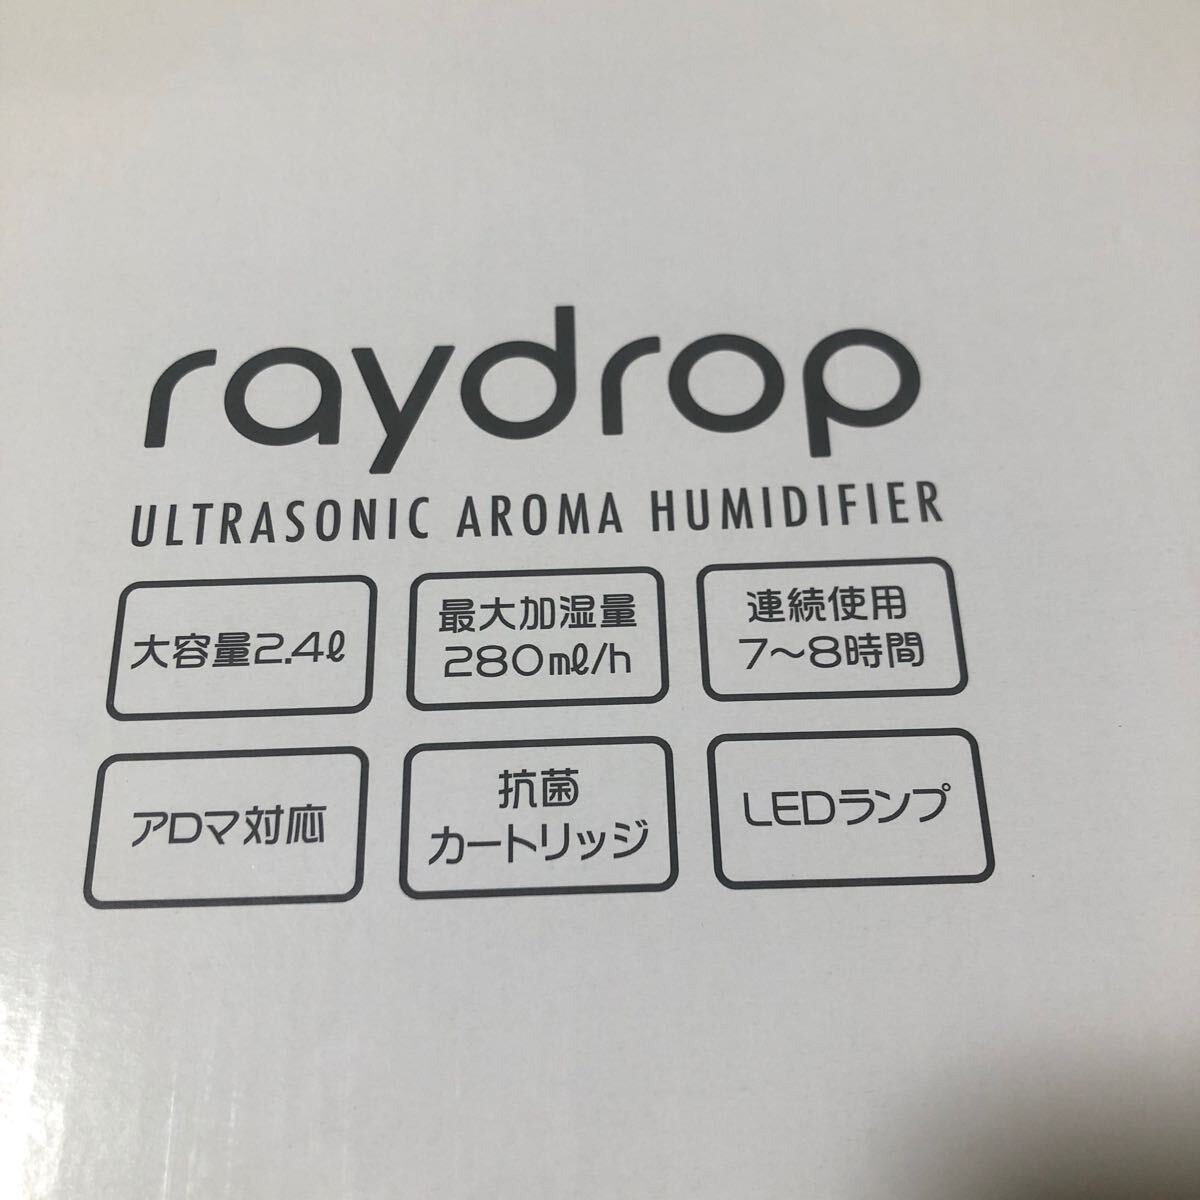 raydrop
ULTRASONIC AROMA HUMIDIFIER
大容量2.4ℓ
最大加湿量
280mℓ/h
連続使用
7〜8時間
アロマ対応
抗菌
カートリッジ
LEDランプ